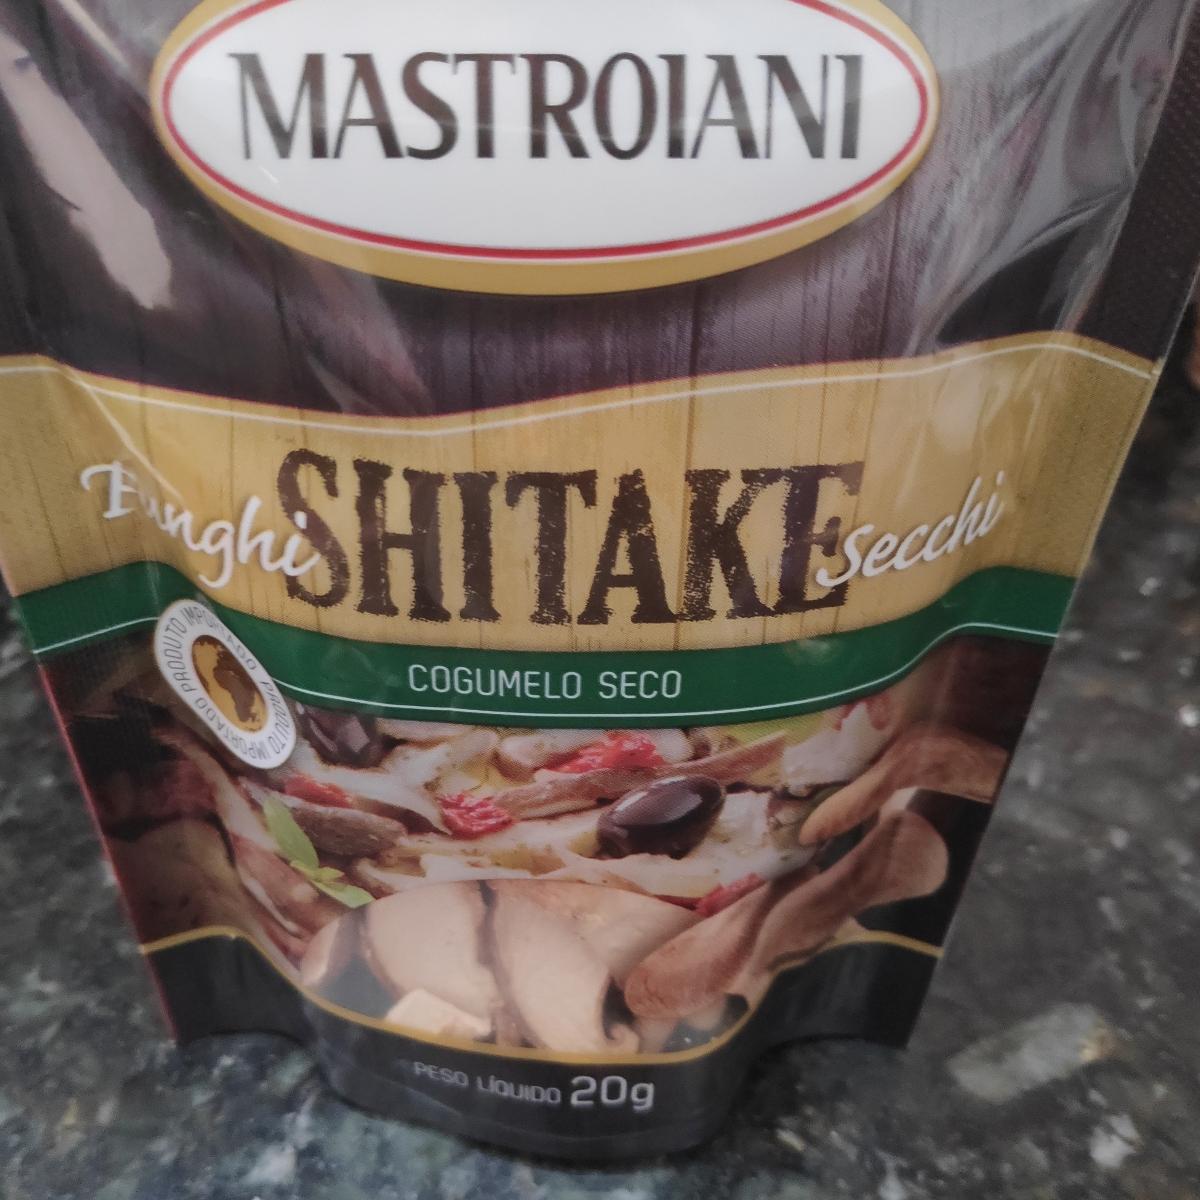 MASTROIANI
Funghi SHITAKE Secchi
COGUMELO SECO
PRODUTO IMPORTADO PRODUTO IMPORTADO
PESO LÍQUIDO 20g